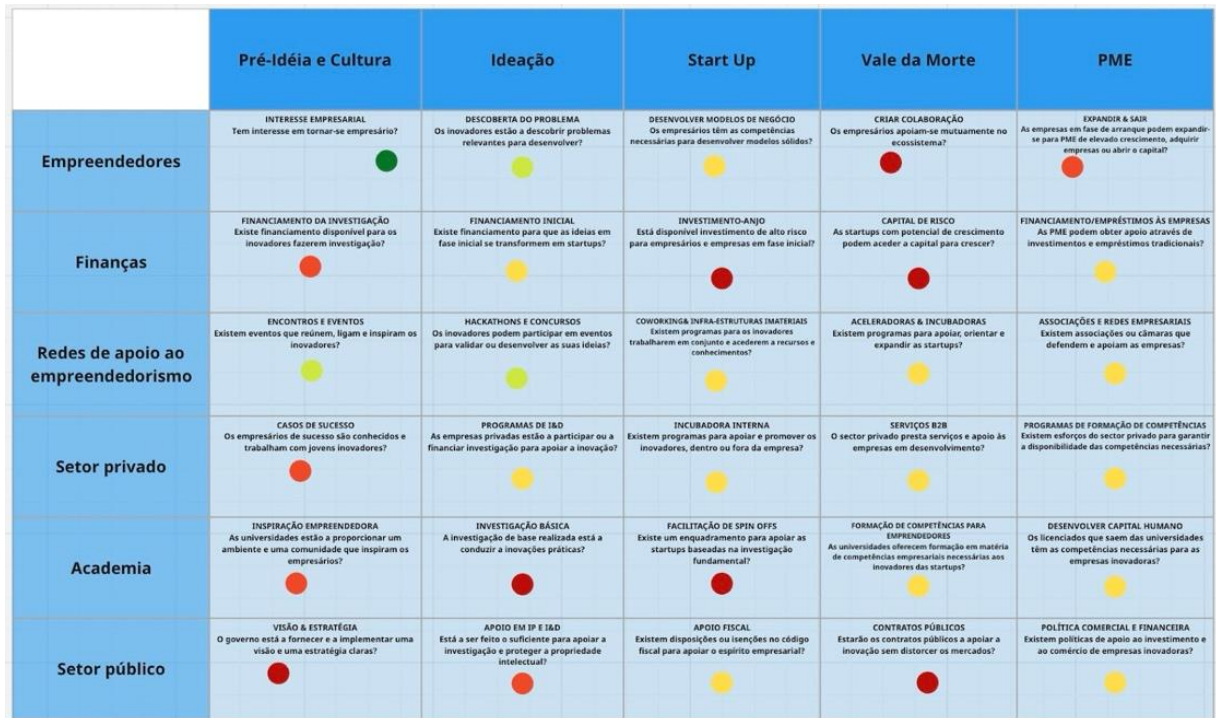 Pré-Idéia e Cultura
Ideação
Start Up
Vale da Morte
PME
Empreendedores
INTERESSE EMPRESARIAL
Tem interesse em tornar-se empresário?
DESCOBERTA DO PROBLEMA
Os inovadores estão a descobrir problemas
relevantes para desenvolver?
DESENVOLVER MODELOS DE NEGÓCIO
Os empresários têm as competências
necessárias para desenvolver modelos sólidos?
CRIAR COLABORAÇÃO
Os empresários apoiam-se mutuamente no
ecossistema?
EXPANDIR & SAIR
As empresas em fase de arranque podem expandir-
se para PME de elevado crescimento, adquirir
empresas ou abrir o capital?
Finanças
FINANCIAMENTO DA INVESTIGAÇÃO
Existe financiamento disponível para os
inovadores fazerem investigação?
FINANCIAMENTO INICIAL
Existe financiamento para que as ideias em
fase inicial se transformem em startups?
INVESTIMENTO-ANJO
Está disponível investimento de alto risco
para empresários e empresas em fase inicial?
CAPITAL DE RISCO
As startups com potencial de crescimento
podem aceder a capital para crescer?
FINANCIAMENTO/EMPRÉSTIMOS ÀS EMPRESAS
As PME podem obter apoio através de
investimentos e empréstimos tradicionais?
Redes de apoio ao
empreendedorismo
ENCONTROS E EVENTOS
Existem eventos que reúnem, ligam e inspiram os
inovadores?
HACKATHONS E CONCURSOS
Os inovadores podem participar em eventos
para validar ou desenvolver as suas ideias?
COWORKING& INFRA-ESTRUTURAS IMATERIAIS
Existem programas para os inovadores
trabalharem em conjunto e acederem a recursos e
conhecimentos?
ACELERADORAS & INCUBADORAS
Existem programas para apoiar, orientar e
expandir as startups?
ASSOCIAÇÕES E REDES EMPRESARIAIS
Existem associações ou câmaras que
defendem e apoiam as empresas?
Setor privado
CASOS DE SUCESSO
Os empresários de sucesso são conhecidos e
trabalham com jovens inovadores?
PROGRAMAS DE I&D
As empresas privadas estão a participar ou a
financiar investigação para apoiar a inovação?
INCUBADORA INTERNA
Existem programas para apoiar e promover os
inovadores, dentro ou fora da empresa?
SERVIÇOS B2B
O sector privado presta serviços e apoio às
empresas em desenvolvimento?
PROGRAMAS DE FORMAÇÃO DE COMPETÊNCIAS
Existem esforços do sector privado para garantir
a disponibilidade das competências necessárias?
Academia
INSPIRAÇÃO EMPREENDEDORA
As universidades estão a proporcionar um
ambiente e uma comunidade que inspiram os
empresários?
INVESTIGAÇÃO BÁSICA
A investigação de base realizada está a
conduzir a inovações práticas?
FACILITAÇÃO DE SPIN OFFS
Existe um enquadramento para apoiar as
startups baseadas na investigação
fundamental?
FORMAÇÃO DE COMPETÊNCIAS PARA
EMPRENDEDORES
As universidades oferecem formação em matéria
de competências empresariais necessárias aos
inovadores das startups?
DESENVOLVER CAPITAL HUMANO
Os licenciados que saem das universidades
têm as competências necessárias para as
empresas inovadoras?
Setor público
VISÃO & ESTRATÉGIA
O governo está a fornecer e a implementar uma
visão e uma estratégia claras?
APOIO EM IP E I&D
Está a ser feito o suficiente para apoiar a
investigação e proteger a propriedade
intelectual?
APOIO FISCAL
Existem disposições ou isenções no código
fiscal para apoiar o espírito empresarial?
CONTRATOS PÚBLICOS
Estarão os contratos públicos a apoiar a
inovação sem distorcer os mercados?
POLÍTICA COMERCIAL E FINANCEIRA
Existem políticas de apoio ao investimento e
ao comércio de empresas inovadoras?